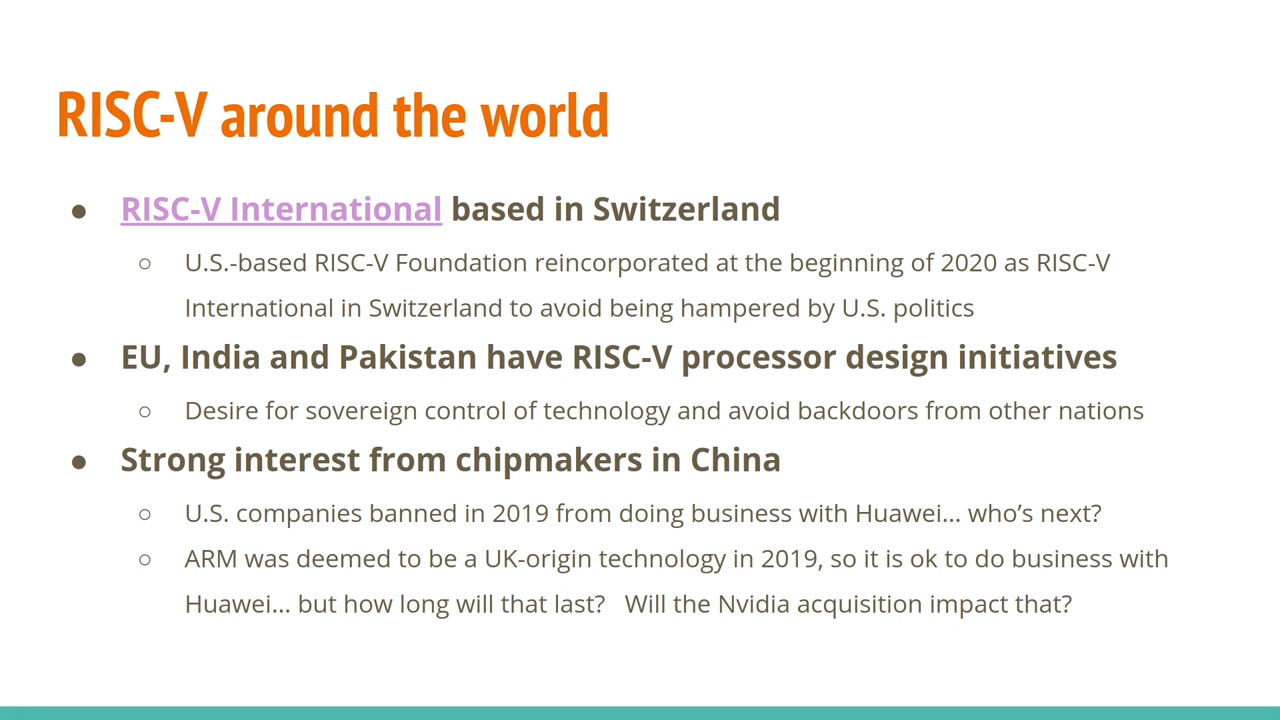 RISC-V around the world
● RISC-V International based in Switzerland
○ U.S.-based RISC-V Foundation reincorporated at the beginning of 2020 as RISC-V
International in Switzerland to avoid being hampered by U.S. politics
● EU, India and Pakistan have RISC-V processor design initiatives
○ Desire for sovereign control of technology and avoid backdoors from other nations
● Strong interest from chipmakers in China
○ U.S. companies banned in 2019 from doing business with Huawei... who’s next?
○ ARM was deemed to be a UK-origin technology in 2019, so it is ok to do business with
Huawei... but how long will that last?   Will the Nvidia acquisition impact that?